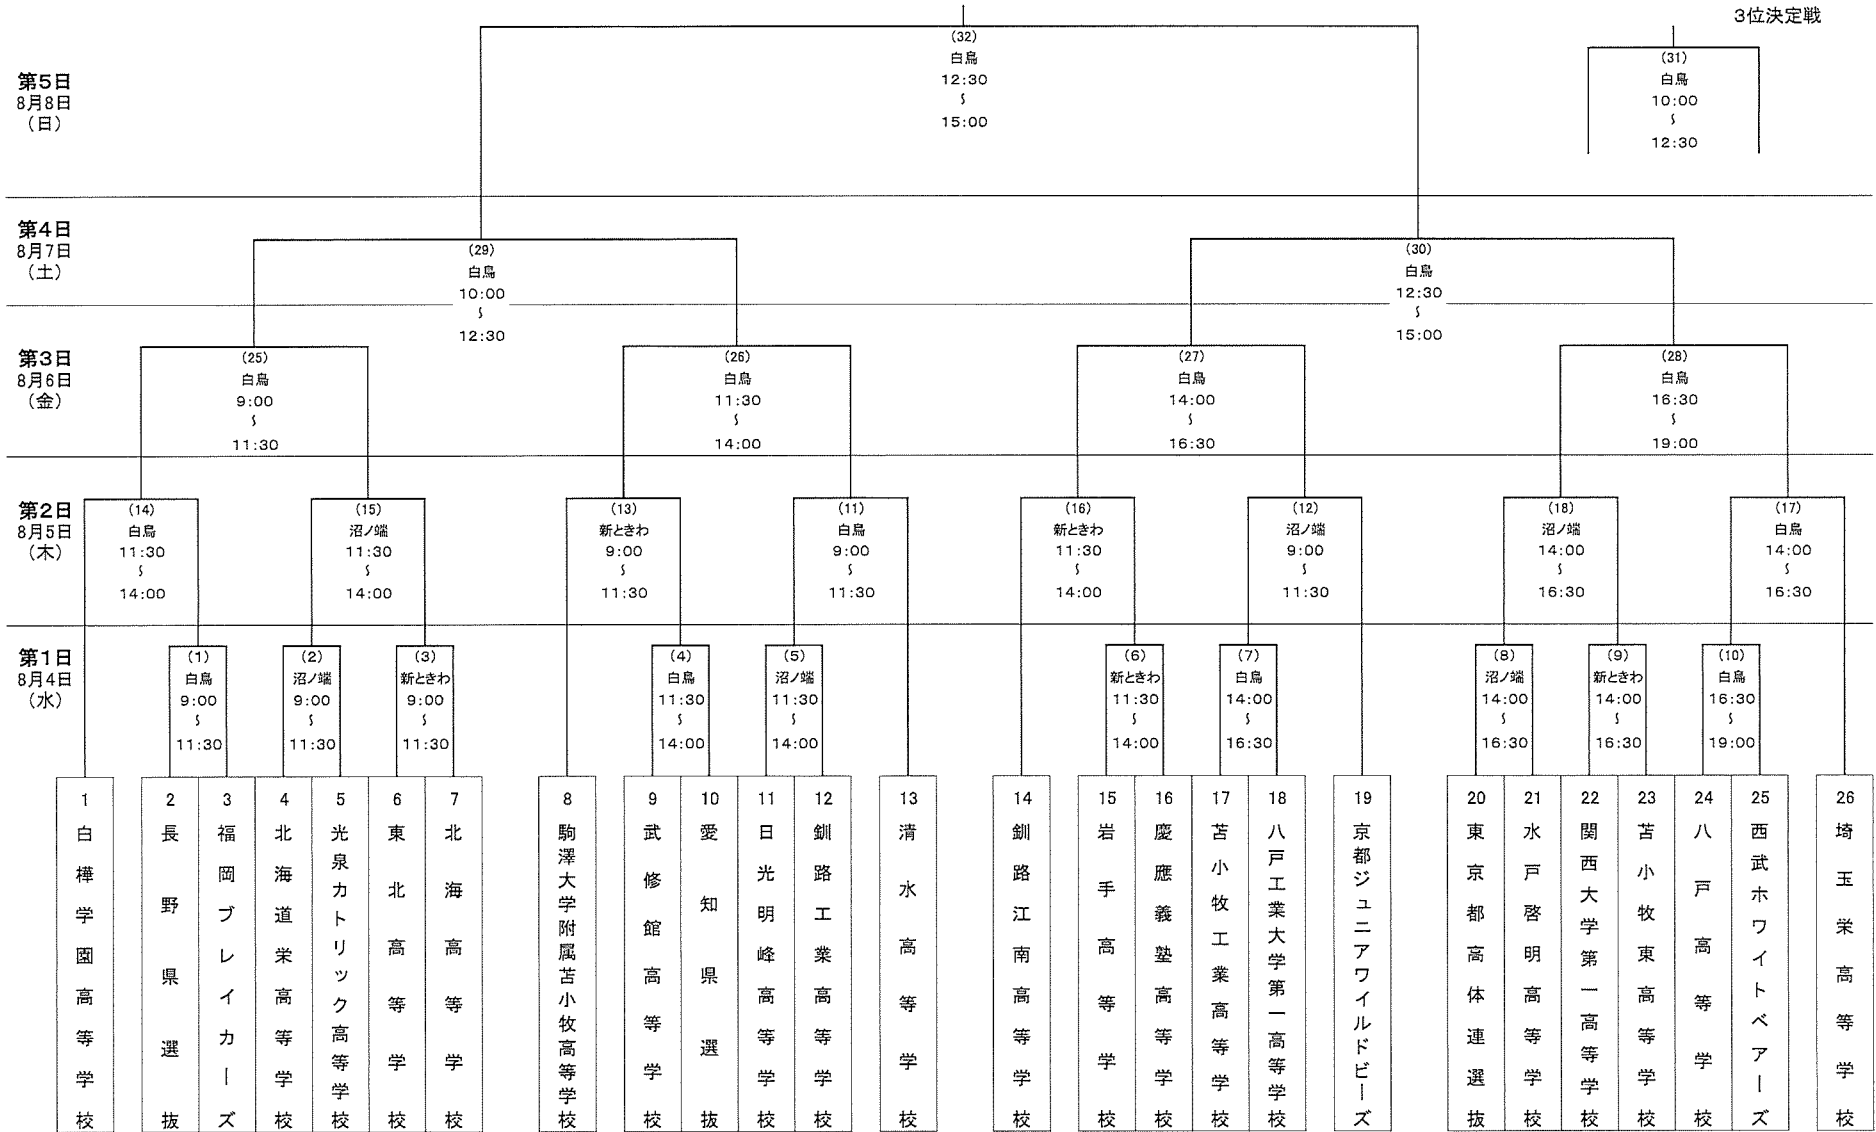 3位決定戦
(32)
白鳥
12:30
~
15:00
(31)
白鳥
10:00
~
12:30
第5日
8月8日
(日)
第4日
8月7日
(土)
(29)
白鳥
10:00
~
12:30
(30)
白鳥
12:30
~
15:00
第3日
8月6日
(金)
(25)
白鳥
9:00
~
11:30
(26)
白鳥
11:30
~
14:00
(27)
白鳥
14:00
~
16:30
(28)
白鳥
16:30
~
19:00
第2日
8月5日
(木)
(14)
白鳥
11:30
~
14:00
(15)
沼ノ端
11:30
~
14:00
(13)
新ときわ
9:00
~
11:30
(11)
白鳥
9:00
~
11:30
(16)
新ときわ
11:30
~
14:00
(12)
沼ノ端
9:00
~
11:30
(18)
沼ノ端
14:00
~
16:30
(17)
白鳥
14:00
~
16:30
第1日
8月4日
(水)
(1)
白鳥
9:00
~
11:30
(2)
沼ノ端
9:00
~
11:30
(3)
新ときわ
9:00
~
11:30
(4)
白鳥
11:30
~
14:00
(5)
沼ノ端
11:30
~
14:00
(6)
新ときわ
11:30
~
14:00
(7)
白鳥
14:00
~
16:30
(8)
沼ノ端
14:00
~
16:30
(9)
新ときわ
14:00
~
16:30
(10)
白鳥
16:30
~
19:00
1 白樺学園高等学校
2 長野県選抜
3 福岡ブレイカーズ
4 北海道栄高等学校
5 光泉カトリック高等学校
6 東北高等学校
7 北海高等学校
8 駒澤大学附属苫小牧高等学校
9 武修館高等学校
10 愛知県選抜
11 日光明峰高等学校
12 釧路工業高等学校
13 清水高等学校
14 釧路江南高等学校
15 岩手高等学校
16 慶應義塾高等学校
17 苫小牧工業高等学校
18 八戸工業大学第一高等学校
19 京都ジュニアワイルドビーズ
20 東京都高体連選抜
21 水戸啓明高等学校
22 関西大学第一高等学校
23 苫小牧東高等学校
24 八戸高等学校
25 西武ホワイトベアーズ
26 埼玉栄高等学校